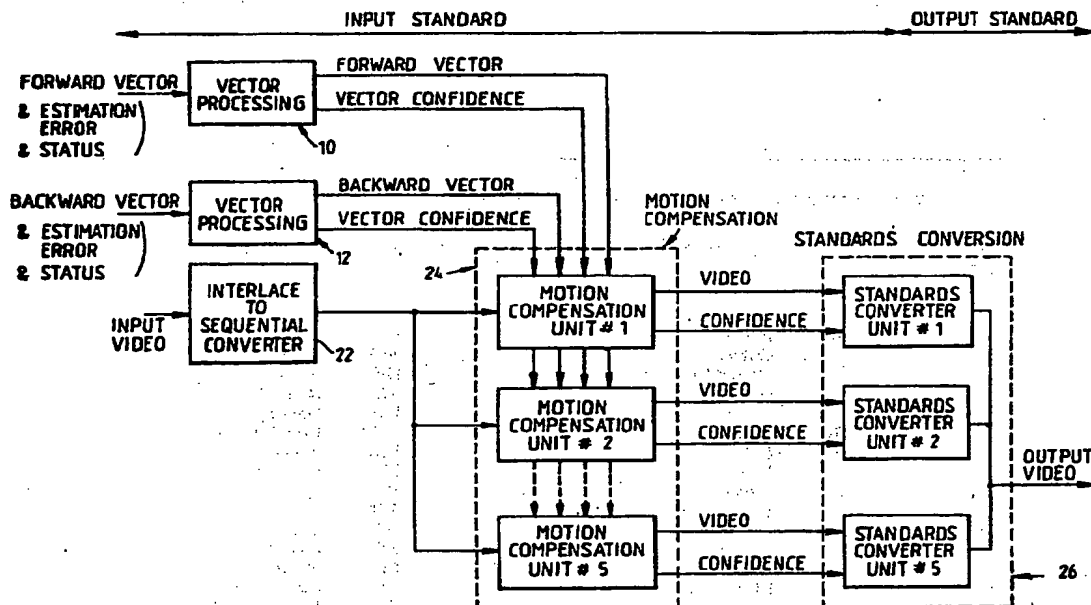 INPUT STANDARD
OUTPUT STANDARD
FORWARD VECTOR
& ESTIMATION
ERROR
& STATUS
VECTOR
PROCESSING
10
FORWARD VECTOR
VECTOR CONFIDENCE
BACKWARD VECTOR
& ESTIMATION
ERROR
& STATUS
VECTOR
PROCESSING
12
BACKWARD VECTOR
VECTOR CONFIDENCE
MOTION
COMPENSATION
STANDARDS CONVERSION
INPUT
VIDEO
INTERLACE
TO
SEQUENTIAL
CONVERTER
22
24
MOTION
COMPENSATION
UNIT # 1
VIDEO
CONFIDENCE
STANDARDS
CONVERTER
UNIT # 1
MOTION
COMPENSATION
UNIT # 2
VIDEO
CONFIDENCE
STANDARDS
CONVERTER
UNIT # 2
OUTPUT
VIDEO
MOTION
COMPENSATION
UNIT # 5
VIDEO
CONFIDENCE
STANDARDS
CONVERTER
UNIT # 5
26